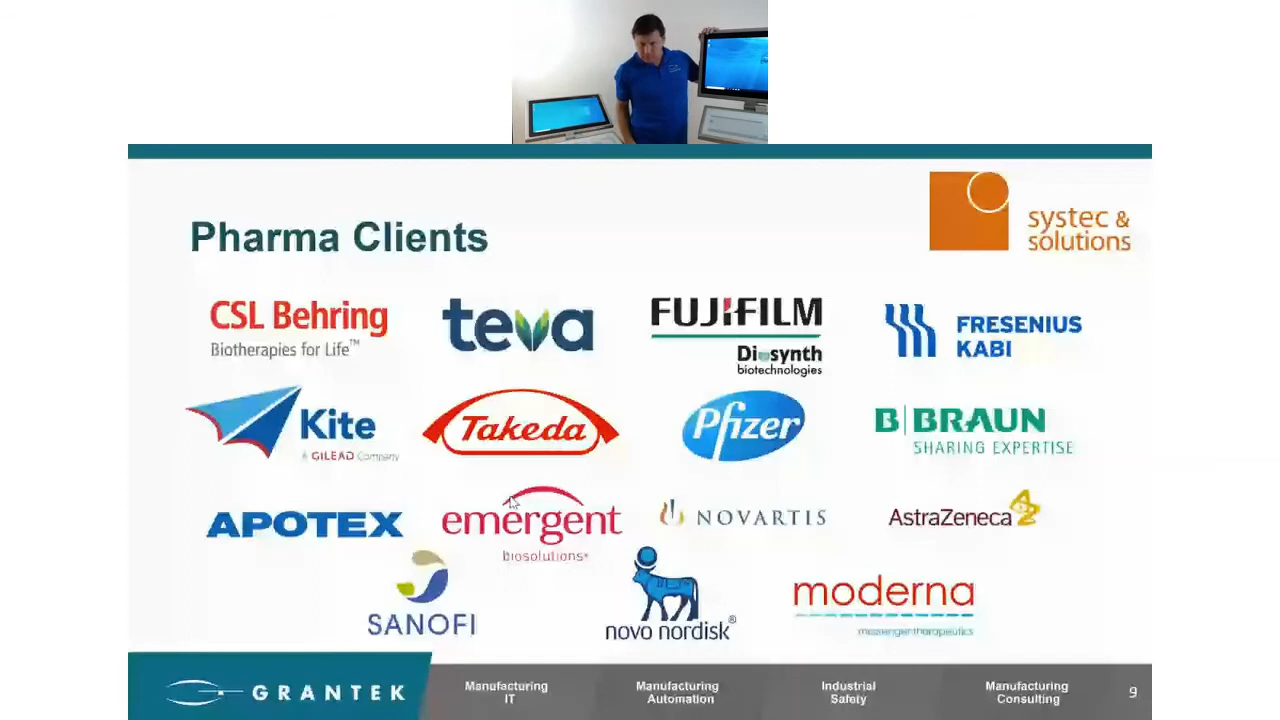 Pharma Clients
systec &
solutions
CSL Behring
Biotherapies for Life™
teva
FUJIFILM
Diosynth
biotechnologies
FRESENIUS
KABI
Kite
A GILEAD Company
Takeda
Pfizer
B|BRAUN
SHARING EXPERTISE
APOTEX
emergent
biosolutions®
NOVARTIS
AstraZeneca
SANOFI
novo nordisk®
moderna
messenger therapeutics
GRANTEK
Manufacturing
IT
Manufacturing
Automation
Industrial
Safety
Manufacturing
Consulting
9